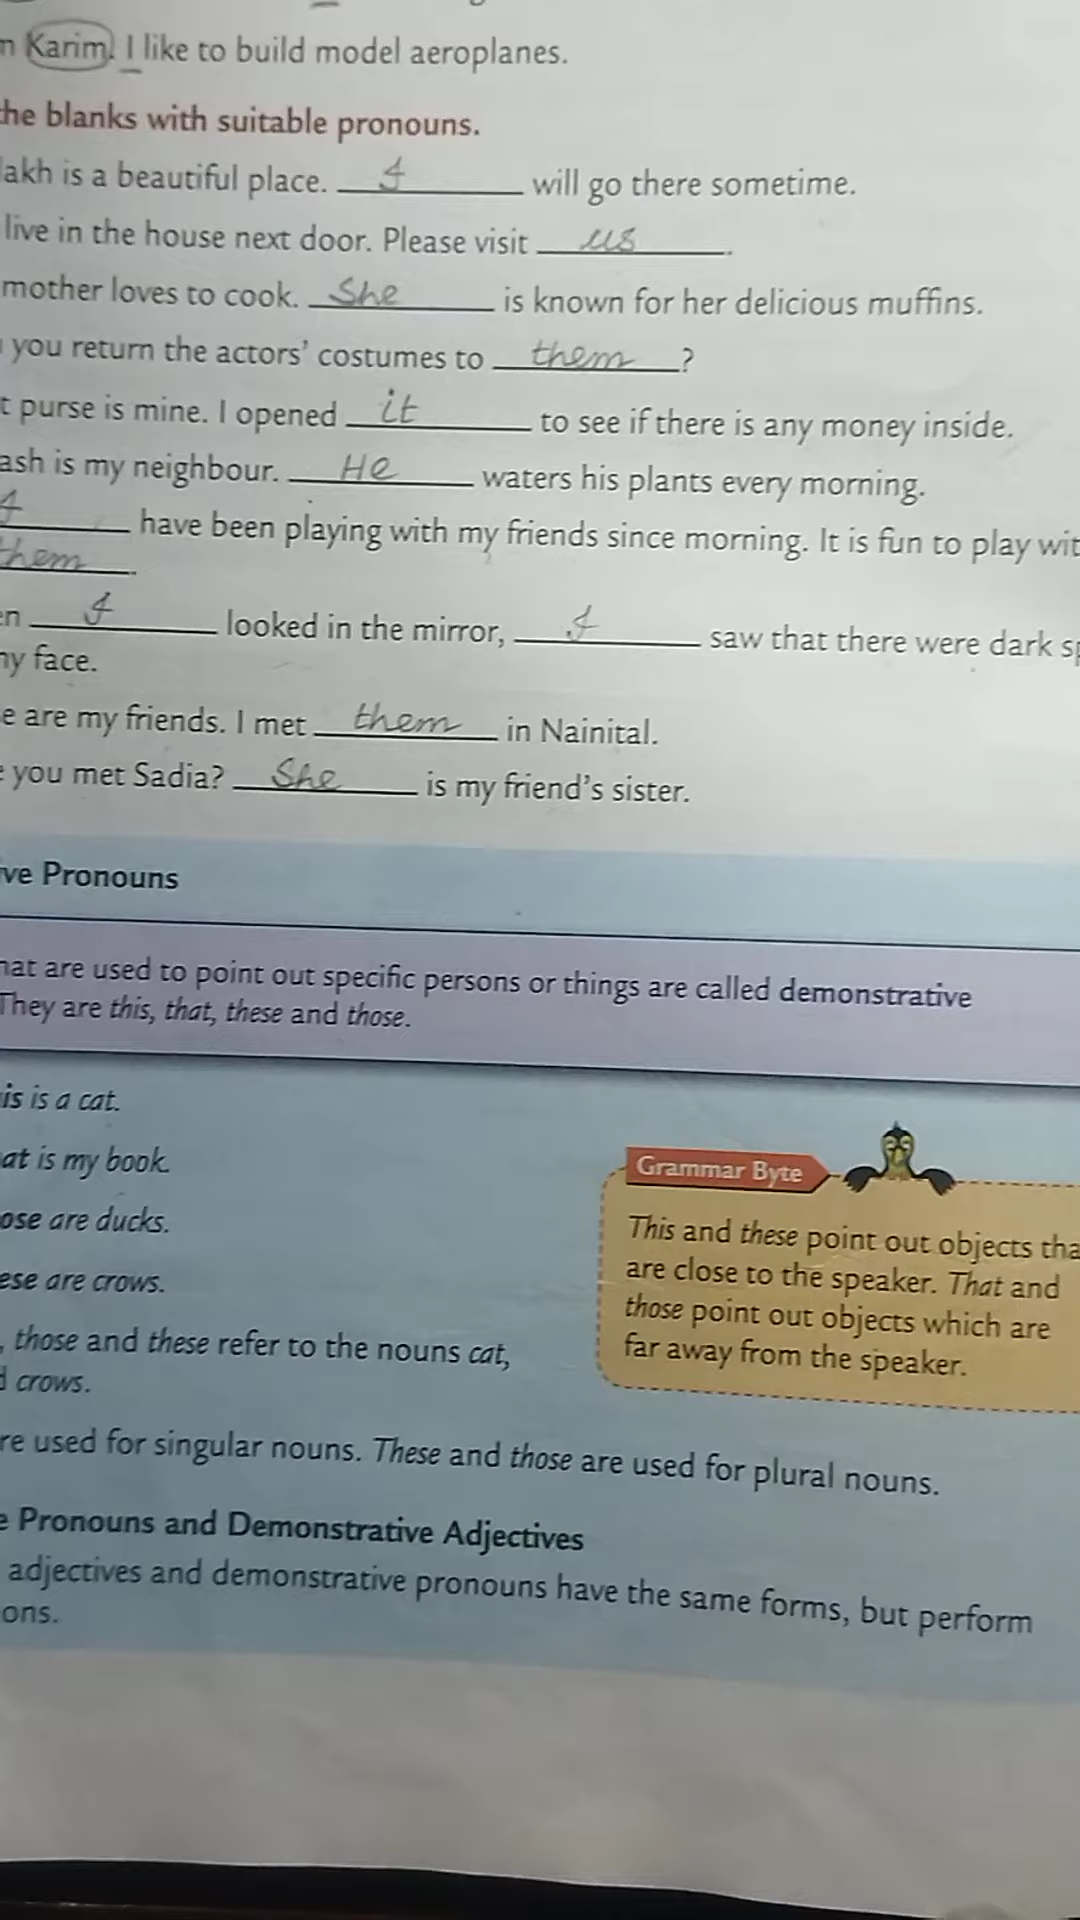 Karim. I like to build model aeroplanes.
the blanks with suitable pronouns.
lakh is a beautiful place. I will go there sometime.
live in the house next door. Please visit us.
mother loves to cook. She is known for her delicious muffins.
you return the actors' costumes to them?
t purse is mine. I opened it to see if there is any money inside.
ash is my neighbour. He waters his plants every morning.
I have been playing with my friends since morning. It is fun to play wit
them.
en I looked in the mirror, I saw that there were dark sp
my face.
e are my friends. I met them in Nainital.
e you met Sadia? She is my friend's sister.
ive Pronouns
hat are used to point out specific persons or things are called demonstrative
They are this, that, these and those.
is is a cat.
at is my book.
ose are ducks.
ese are crows.
, those and these refer to the nouns cat,
d crows.
Grammar Byte
This and these point out objects tha
are close to the speaker. That and
those point out objects which are
far away from the speaker.
re used for singular nouns. These and those are used for plural nouns.
e Pronouns and Demonstrative Adjectives
adjectives and demonstrative pronouns have the same forms, but perform
ons.